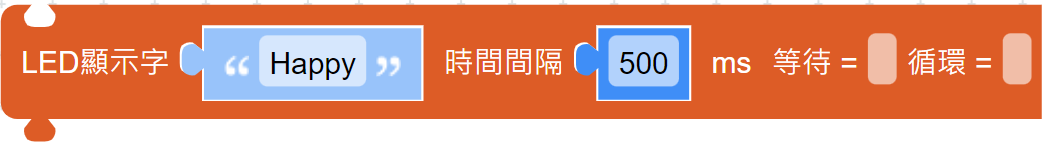 LED顯示字 “ Happy ” 時間間隔 500 ms 等待 = 循環 =